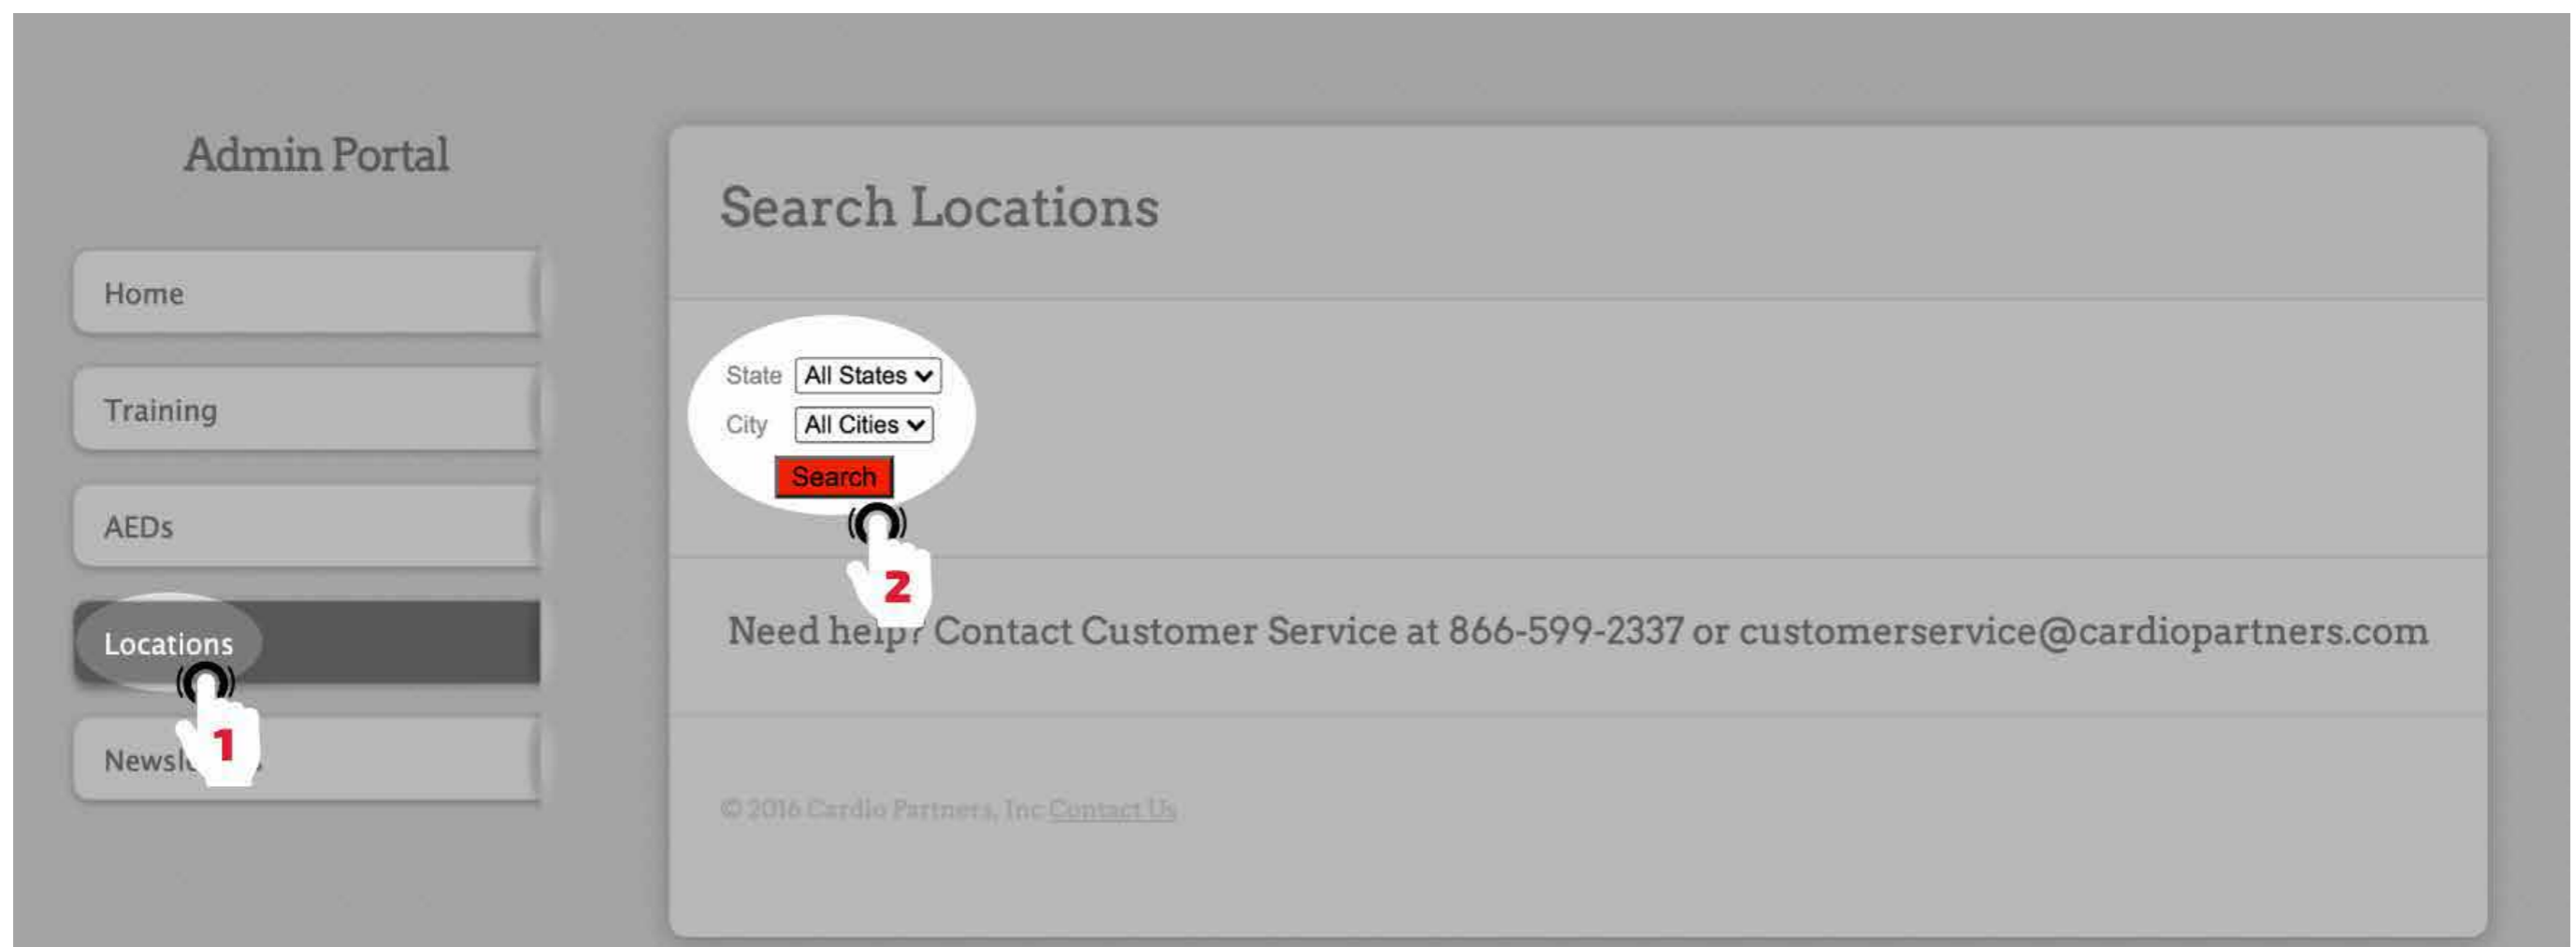 Admin Portal
Home
Training
AEDs
Locations
1
Search Locations
State All States
City All Cities
Search
2
Need help? Contact Customer Service at 866-599-2337 or customerservice@cardiopartners.com
© 2016 Cardio Partners, Inc Contact Us